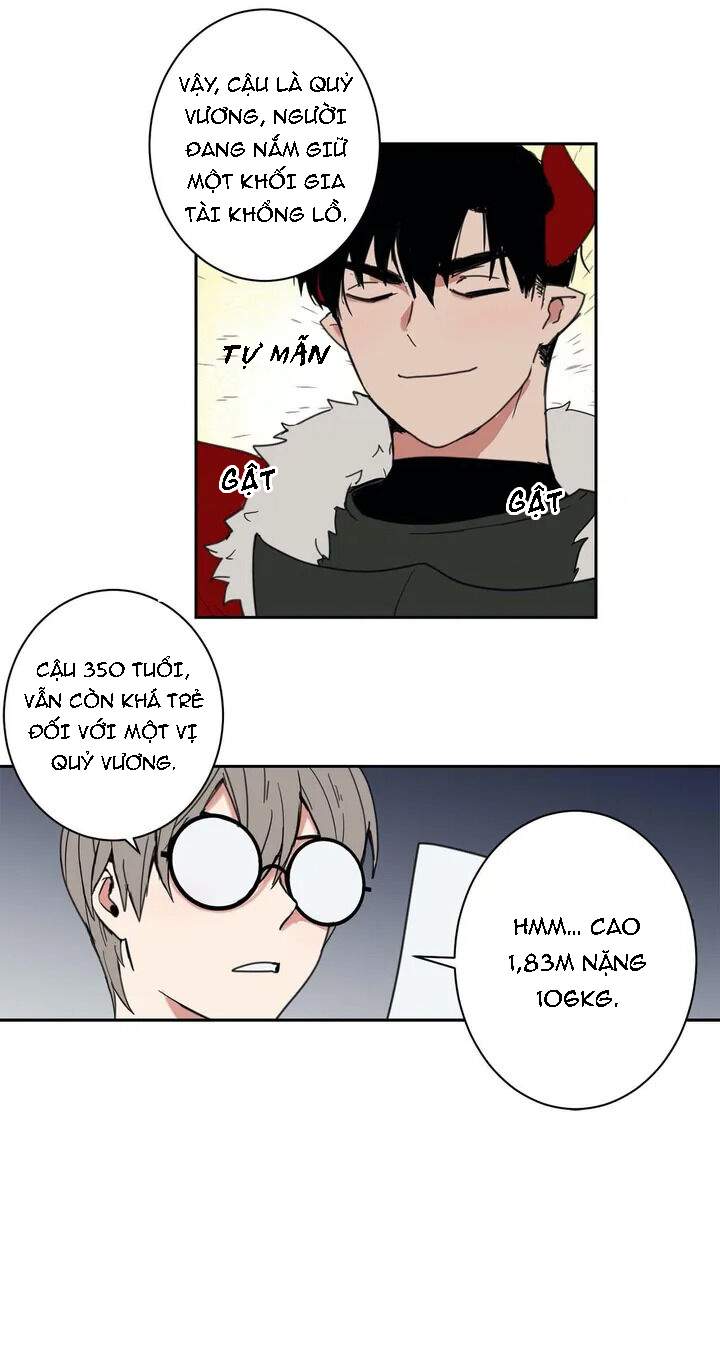 VẬY, CẬU LÀ QUỶ
VƯƠNG, NGƯỜI
ĐANG NẮM GIỮ
MỘT KHỐI GIA
TÀI KHỔNG LỒ.
TỰ MÃN
GẬT
GẬT
CẬU 350 TUỔI,
VẪN CÒN KHÁ TRẺ
ĐỐI VỚI MỘT VỊ
QUỶ VƯƠNG.
HMM... CAO
1,83M NẶNG
106KG.